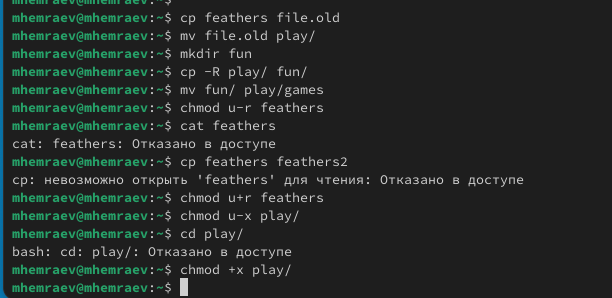 mhemraev@mhemraev:~$
mhemraev@mhemraev:~$ cp feathers file.old
mhemraev@mhemraev:~$ mv file.old play/
mhemraev@mhemraev:~$ mkdir fun
mhemraev@mhemraev:~$ cp -R play/ fun/
mhemraev@mhemraev:~$ mv fun/ play/games
mhemraev@mhemraev:~$ chmod u-r feathers
mhemraev@mhemraev:~$ cat feathers
cat: feathers: Отказано в доступе
mhemraev@mhemraev:~$ cp feathers feathers2
cp: невозможно открыть 'feathers' для чтения: Отказано в доступе
mhemraev@mhemraev:~$ chmod u+r feathers
mhemraev@mhemraev:~$ chmod u-x play/
mhemraev@mhemraev:~$ cd play/
bash: cd: play/: Отказано в доступе
mhemraev@mhemraev:~$ chmod +x play/
mhemraev@mhemraev:~$